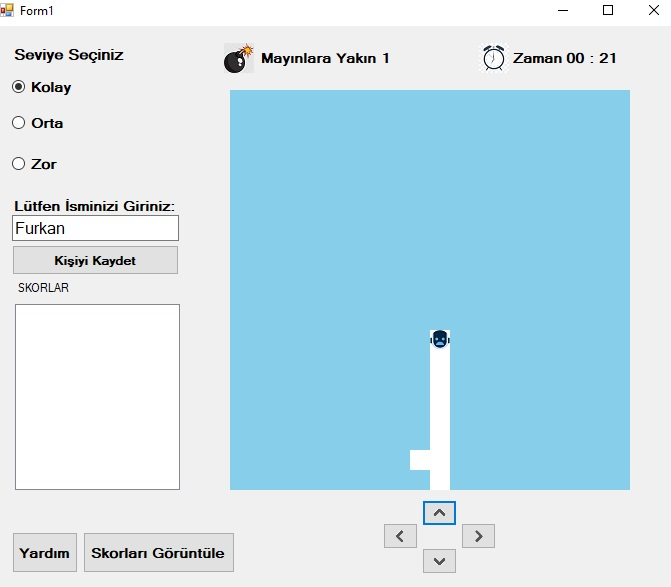 Form1
Seviye Seçiniz
Mayınlara Yakın 1
Zaman 00 : 21
Kolay
Orta
Zor
Lütfen İsminizi Giriniz:
Furkan
Kişiyi Kaydet
SKORLAR
Yardım
Skorları Görüntüle